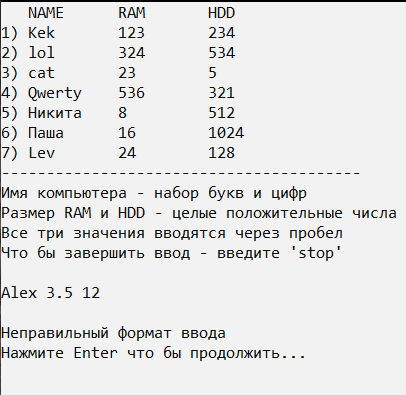 NAME RAM HDD
1) Kek 123 234
2) lol 324 534
3) cat 23 5
4) Qwerty 536 321
5) Никита 8 512
6) Паша 16 1024
7) Lev 24 128
----------------------------------------
Имя компьютера - набор букв и цифр
Размер RAM и HDD - целые положительные числа
Все три значения вводятся через пробел
Что бы завершить ввод - введите 'stop'
Alex 3.5 12
Неправильный формат ввода
Нажмите Enter что бы продолжить...